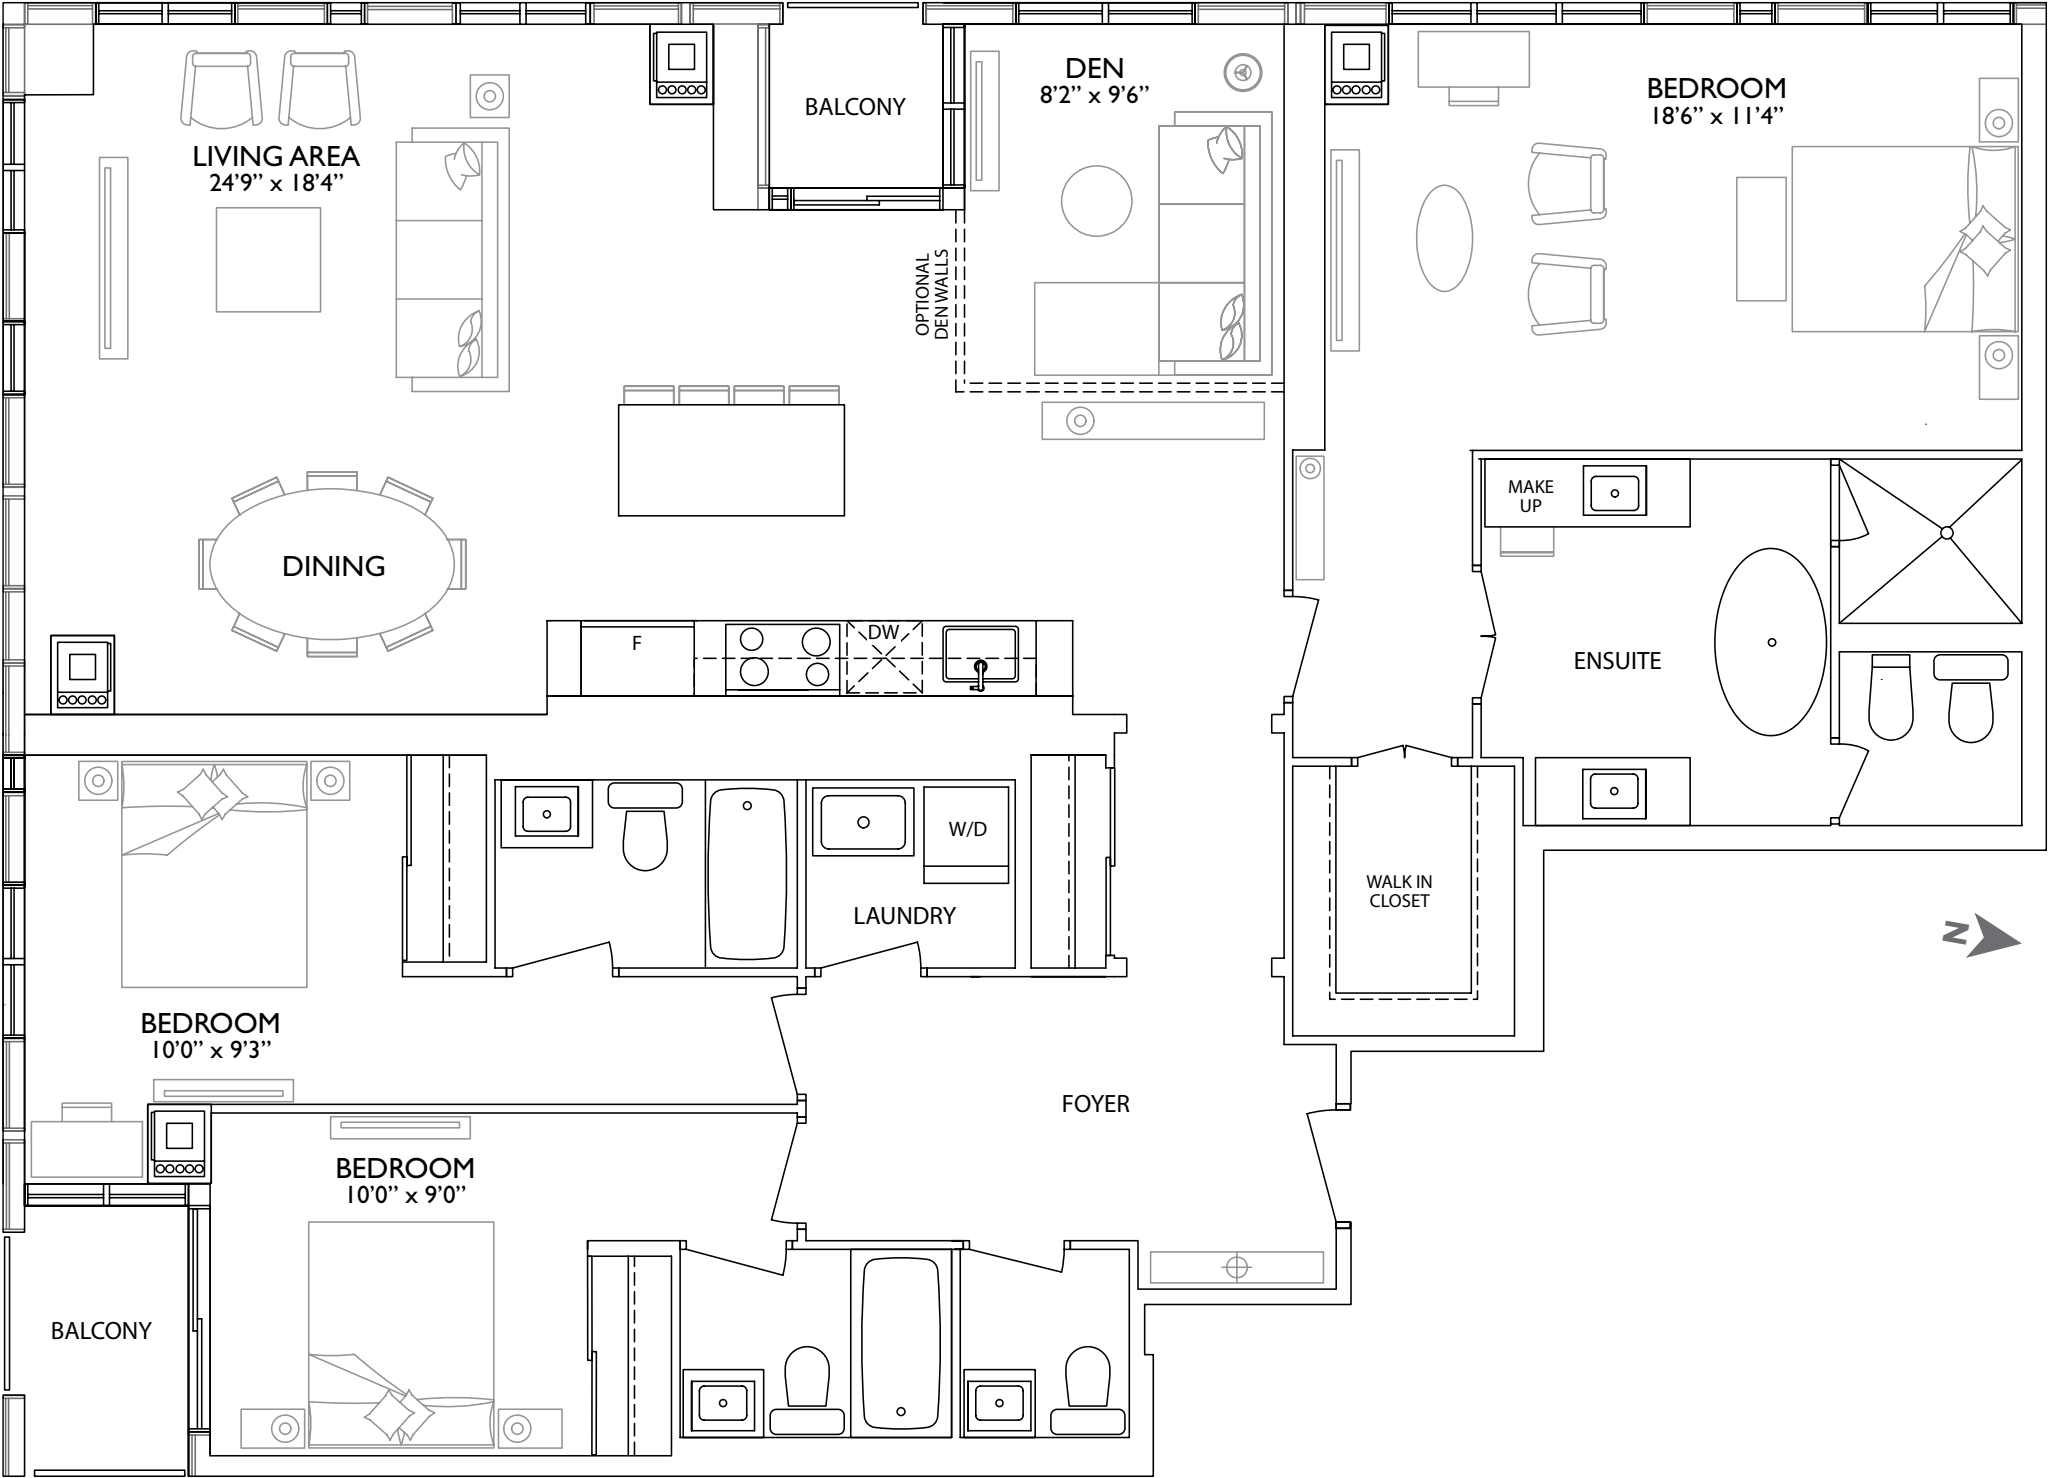 DEN
8’2” x 9’6”
BEDROOM
18’6” x 11’4”
BALCONY
LIVING AREA
24’9” x 18’4”
OPTIONAL
DEN WALLS
MAKE
UP
DINING
F
DW
ENSUITE
W/D
LAUNDRY
WALK IN
CLOSET
N
BEDROOM
10’0” x 9’3”
FOYER
BEDROOM
10’0” x 9’0”
BALCONY